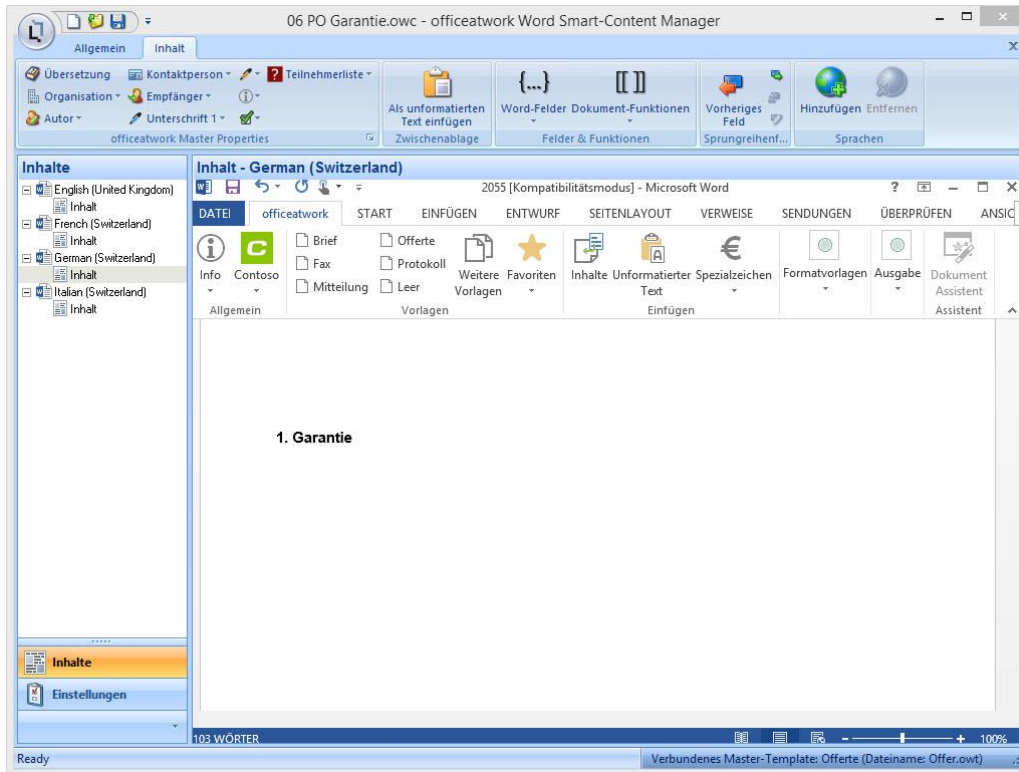 06 PO Garantie.owc - officeatwork Word Smart-Content Manager
Allgemein Inhalt
Übersetzung Kontaktperson Teilnehmerliste
Organisation Empfänger
Autor Unterschrift 1
officeatwork Master Properties
Als unformatierten Text einfügen
Zwischenablage
{...} [[ ]]
Word-Felder Dokument-Funktionen
Felder & Funktionen
Vorheriges Feld
Sprungreihenf...
Hinzufügen Entfernen
Sprachen
Inhalte
English (United Kingdom)
Inhalt
French (Switzerland)
Inhalt
German (Switzerland)
Inhalt
Italian (Switzerland)
Inhalt
Inhalte
Einstellungen
Inhalt - German (Switzerland)
2055 [Kompatibilitätsmodus] - Microsoft Word
DATEI officeatwork START EINFÜGEN ENTWURF SEITENLAYOUT VERWEISE SENDUNGEN ÜBERPRÜFEN ANSIC
Info Contoso
Allgemein
Brief Offerte
Fax Protokoll
Mitteilung Leer
Weitere Vorlagen
Favoriten
Vorlagen
Inhalte Unformatierter Text Spezialzeichen
Einfügen
Formatvorlagen Ausgabe
Dokument Assistent
Assistent
1. Garantie
103 WÖRTER
100%
Ready
Verbundenes Master-Template: Offerte (Dateiname: Offer.owt)